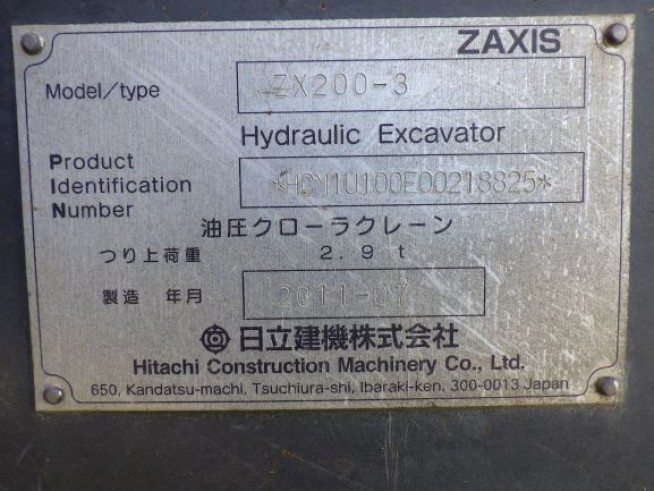 ZAXIS
Model/type ZX200-3
Hydraulic Excavator
Product
Identification *HCM1U100E00218825*
Number
油圧クローラクレーン
つり上荷重 2.9 t
製造 年月 2011-07
日立建機株式会社
Hitachi Construction Machinery Co., Ltd.
650, Kandatsu-machi, Tsuchiura-shi, Ibaraki-ken, 300-0013 Japan